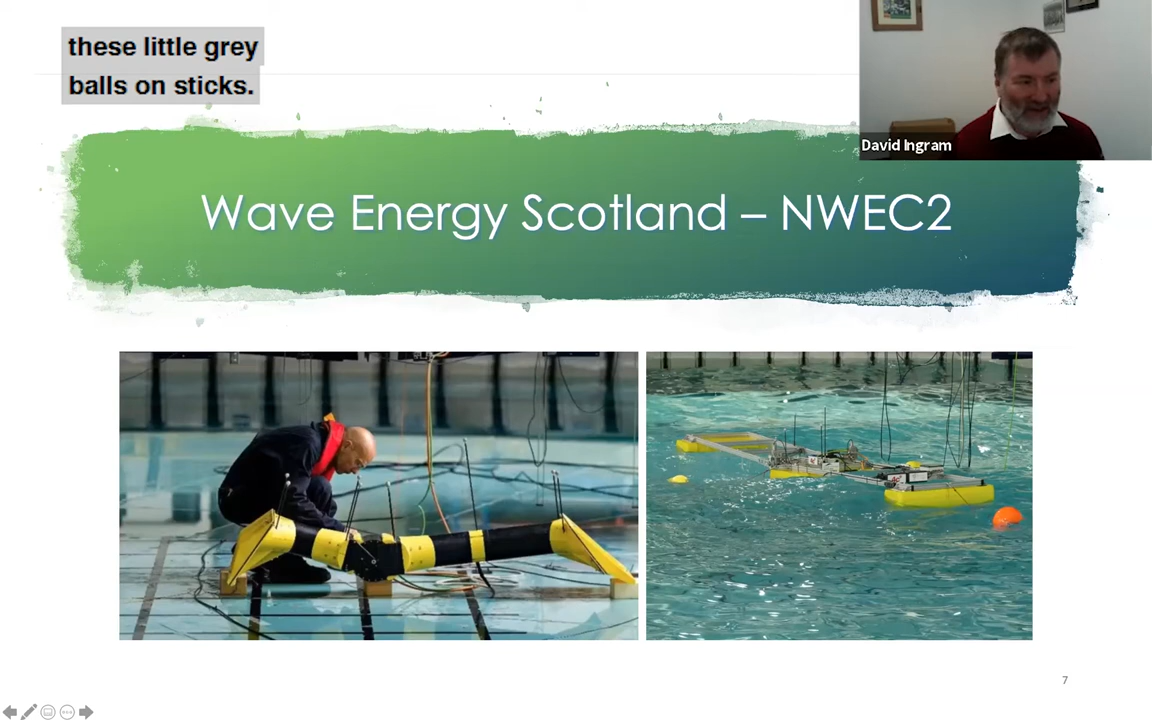 these little grey
balls on sticks.
David Ingram
Wave Energy Scotland – NWEC2
7